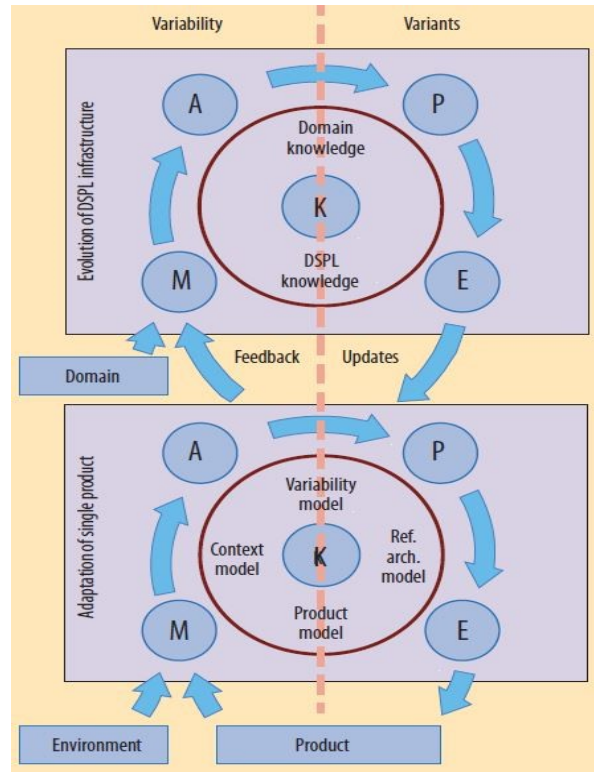 Variability
Variants
Evolution of DSPL infrastructure
A
P
Domain
knowledge
K
DSPL
knowledge
M
E
Feedback
Updates
Domain
Adaptation of single product
A
P
Variability
model
Context
model
K
Ref.
arch.
model
Product
model
M
E
Environment
Product